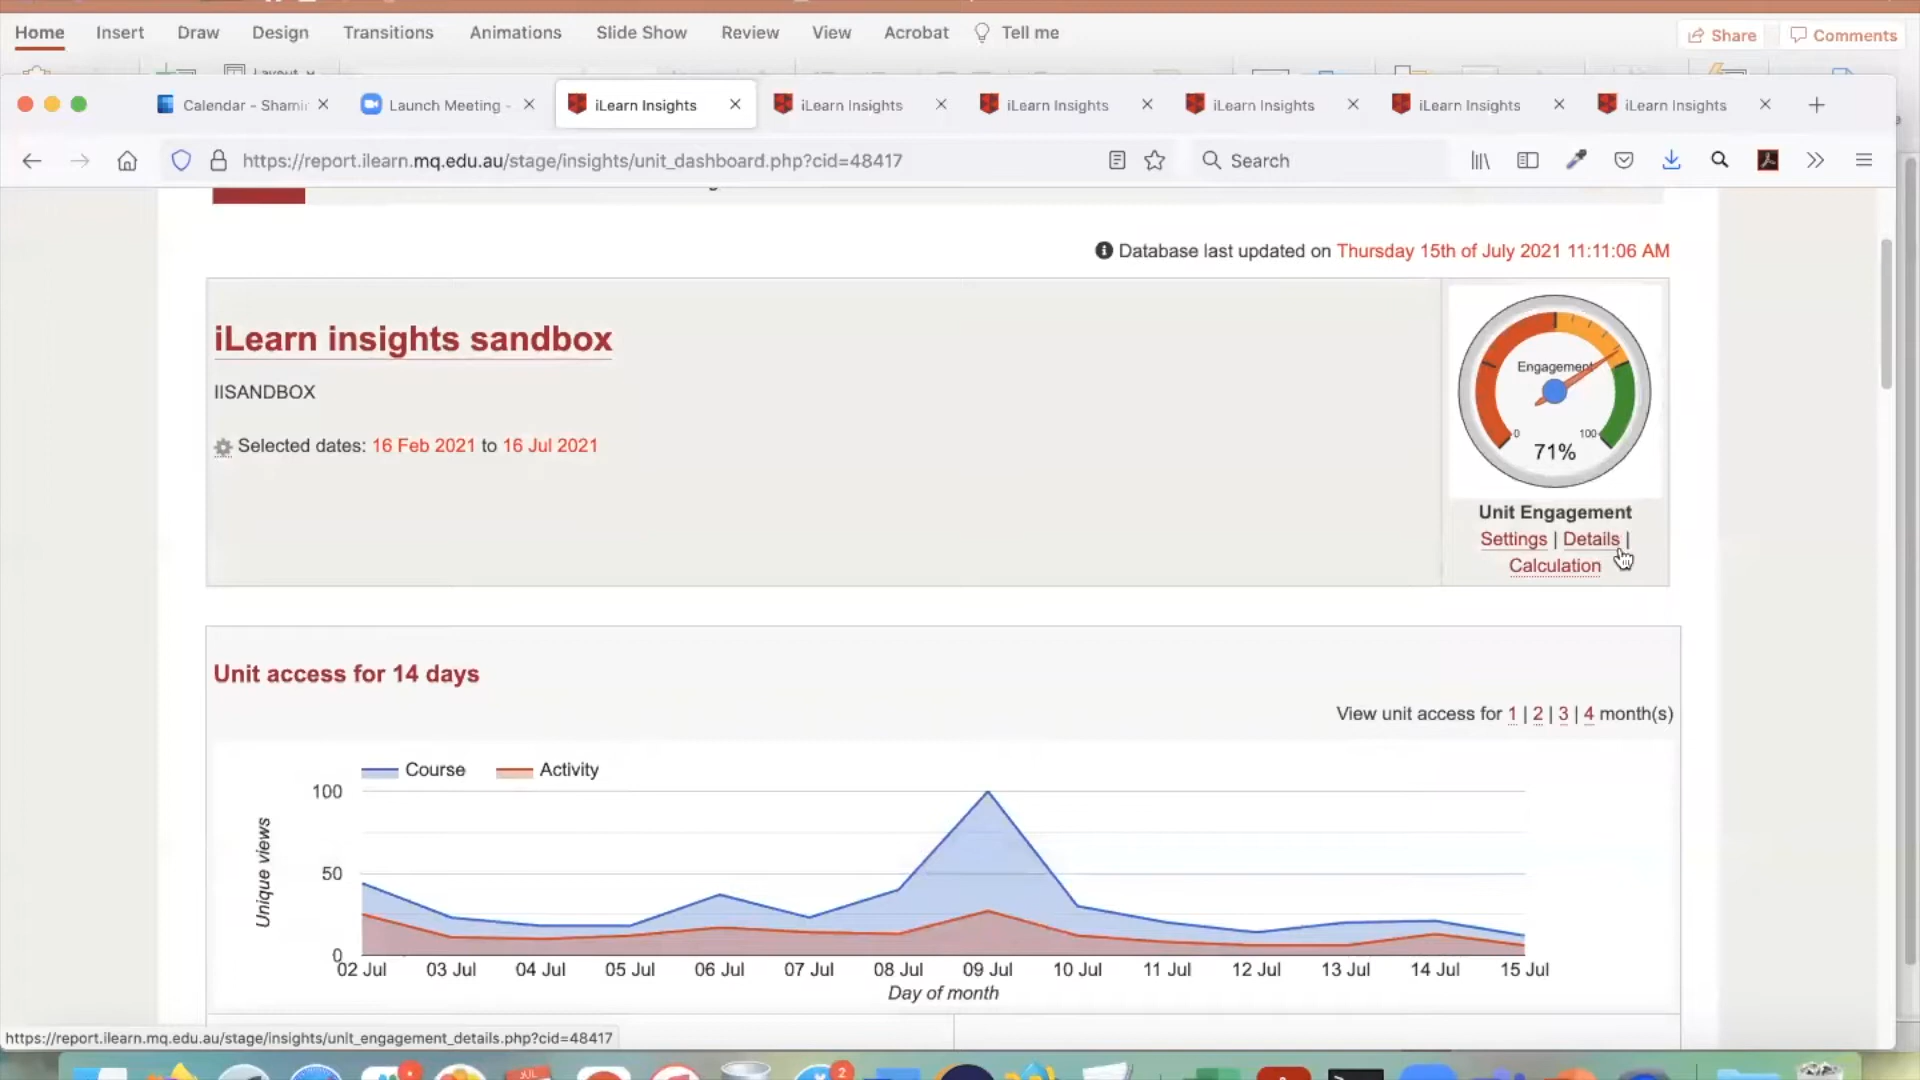 Home Insert Draw Design Transitions Animations Slide Show Review View Acrobat Tell me Share Comments
Calendar - Shami Launch Meeting - iLearn Insights iLearn Insights iLearn Insights iLearn Insights iLearn Insights iLearn Insights
https://report.ilearn.mq.edu.au/stage/insights/unit_dashboard.php?cid=48417 Search
Database last updated on Thursday 15th of July 2021 11:11:06 AM
iLearn insights sandbox
IISANDBOX
Selected dates: 16 Feb 2021 to 16 Jul 2021
Engagement
0 100
71%
Unit Engagement
Settings | Details |
Calculation
Unit access for 14 days
View unit access for 1 | 2 | 3 | 4 month(s)
Course Activity
100
50
0
Unique views
02 Jul 03 Jul 04 Jul 05 Jul 06 Jul 07 Jul 08 Jul 09 Jul 10 Jul 11 Jul 12 Jul 13 Jul 14 Jul 15 Jul
Day of month
https://report.ilearn.mq.edu.au/stage/insights/unit_engagement_details.php?cid=48417
JUL 2